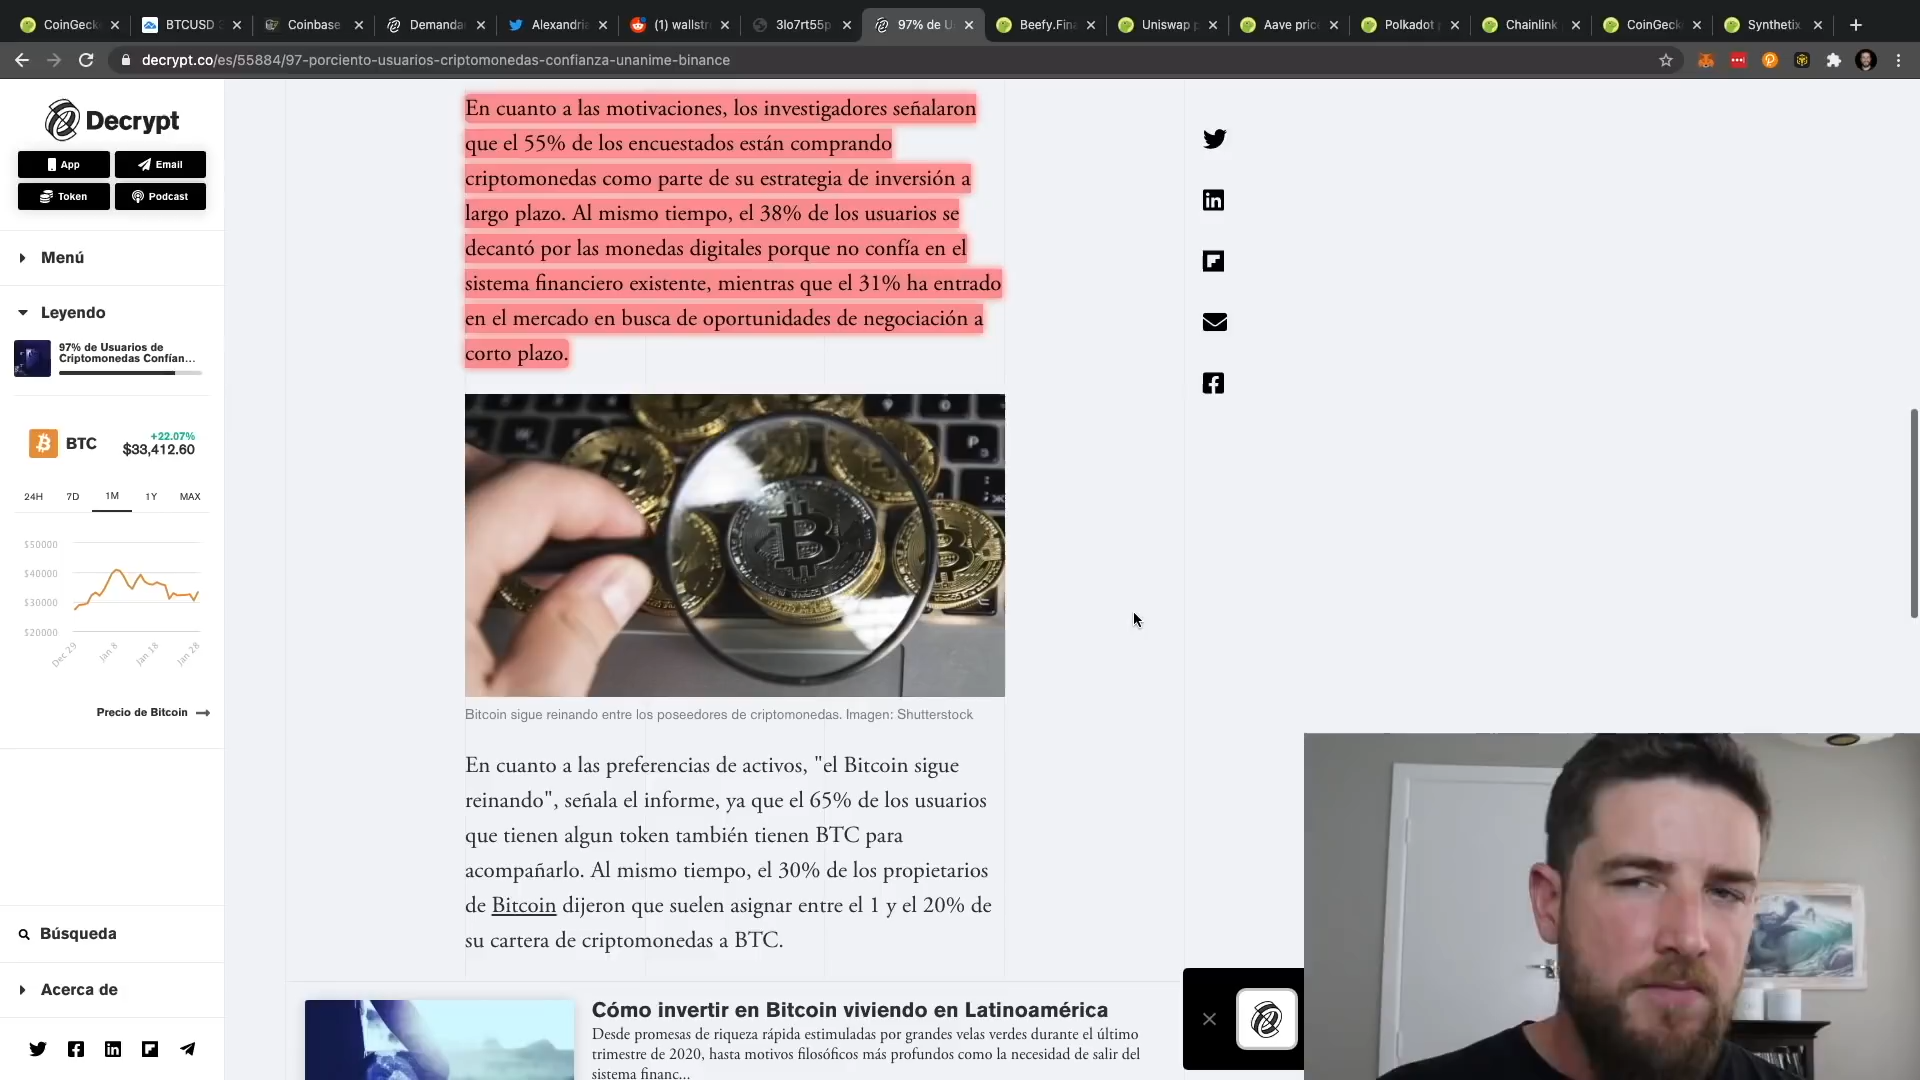 CoinGeck
BTCUSD
Coinbase
Demanda
Alexandri
(1) wallstr
3lo7rt55p
97% de U
Beefy.Fin
Uniswap p
Aave pric
Polkadot
Chainlink
CoinGeck
Synthetix
decrypt.co/es/55884/97-porciento-usuarios-criptomonedas-confianza-unanime-binance
Decrypt
App
Email
Token
Podcast
Menú
Leyendo
97% de Usuarios de
Criptomonedas Confían...
BTC
+22.07%
$33,412.60
24H 7D 1M 1Y MAX
$50000
$40000
$30000
$20000
Dec 29 Jan 8 Jan 18 Jan 28
Precio de Bitcoin
Búsqueda
Acerca de
En cuanto a las motivaciones, los investigadores señalaron
que el 55% de los encuestados están comprando
criptomonedas como parte de su estrategia de inversión a
largo plazo. Al mismo tiempo, el 38% de los usuarios se
decantó por las monedas digitales porque no confía en el
sistema financiero existente, mientras que el 31% ha entrado
en el mercado en busca de oportunidades de negociación a
corto plazo.
Bitcoin sigue reinando entre los poseedores de criptomonedas. Imagen: Shutterstock
En cuanto a las preferencias de activos, "el Bitcoin sigue
reinando", señala el informe, ya que el 65% de los usuarios
que tienen algun token también tienen BTC para
acompañarlo. Al mismo tiempo, el 30% de los propietarios
de Bitcoin dijeron que suelen asignar entre el 1 y el 20% de
su cartera de criptomonedas a BTC.
Cómo invertir en Bitcoin viviendo en Latinoamérica
Desde promesas de riqueza rápida estimuladas por grandes velas verdes durante el último
trimestre de 2020, hasta motivos filosóficos más profundos como la necesidad de salir del
sistema financ...